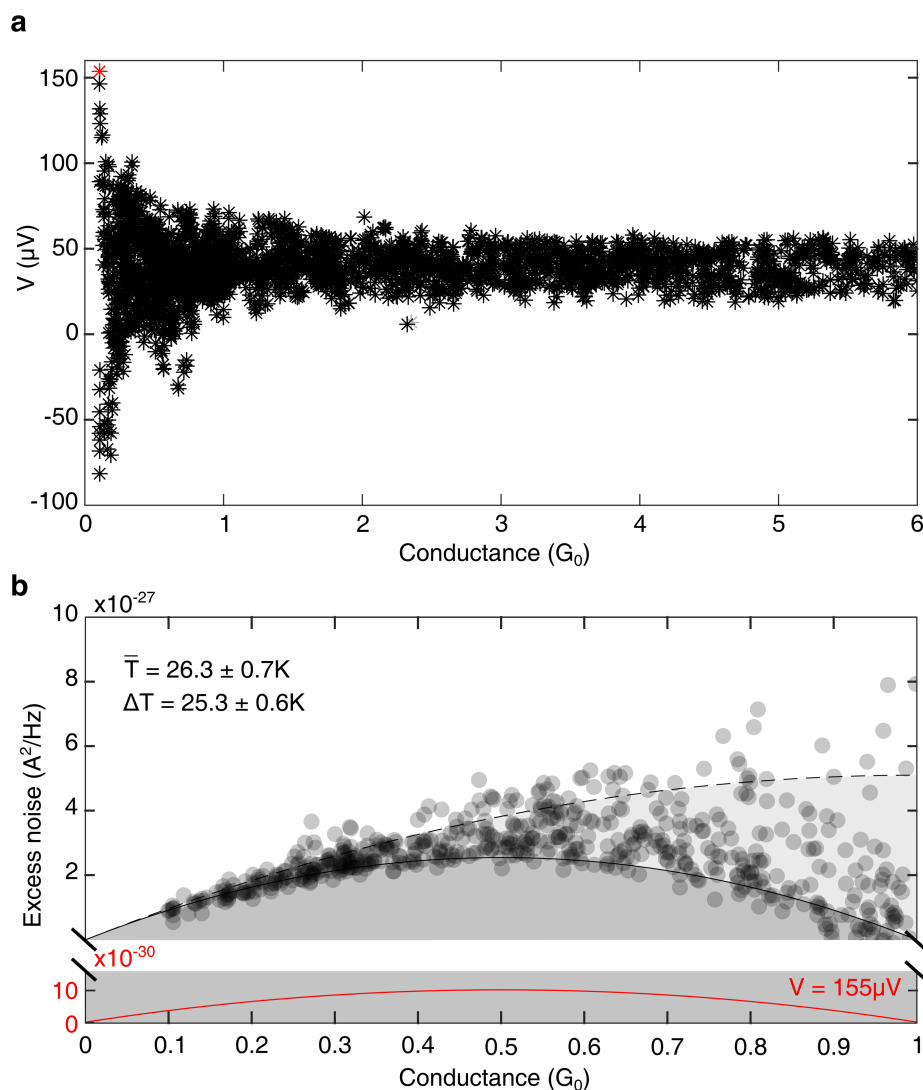 a
150
100
50
0
-50
-100
V (µV)
0 1 2 3 4 5 6
Conductance (G₀)
b
x10⁻²⁷
10
8
6
4
2
Excess noise (A²/Hz)
T̅ = 26.3 ± 0.7K
ΔT = 25.3 ± 0.6K
x10⁻³⁰
10
0
V = 155µV
0 0.1 0.2 0.3 0.4 0.5 0.6 0.7 0.8 0.9 1
Conductance (G₀)